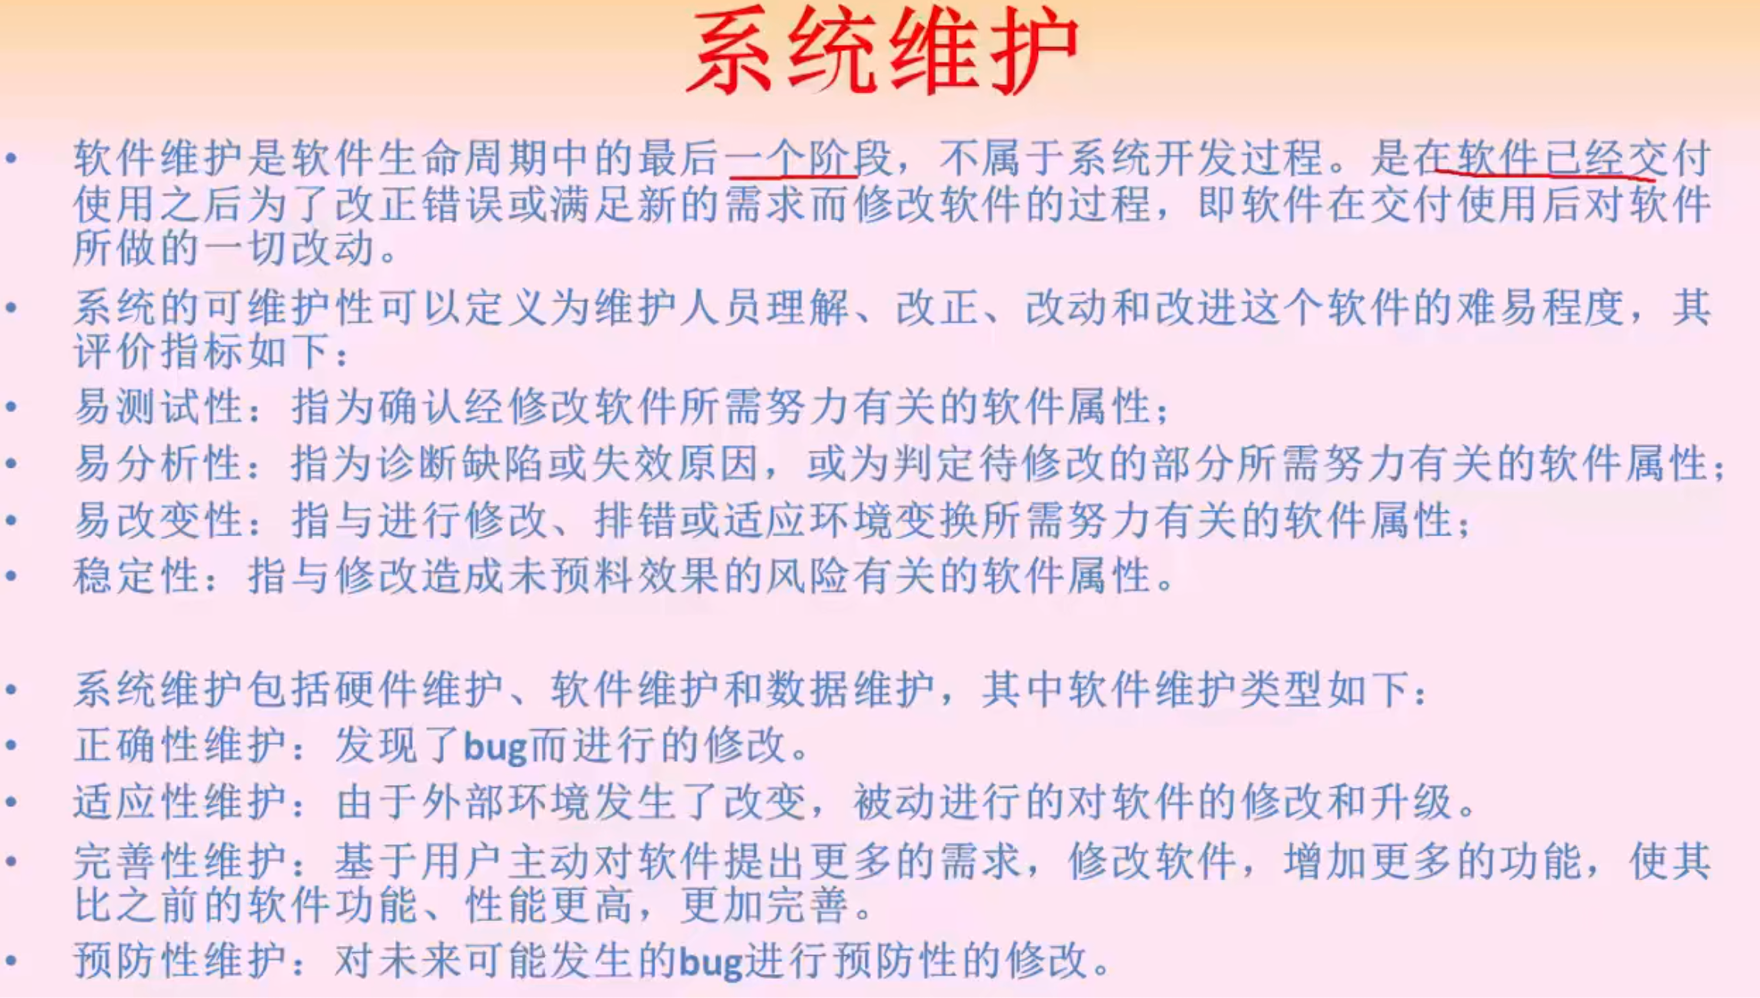 系统维护
• 软件维护是软件生命周期中的最后一个阶段，不属于系统开发过程。是在软件已经交付
使用之后为了改正错误或满足新的需求而修改软件的过程，即软件在交付使用后对软件
所做的一切改动。
• 系统的可维护性可以定义为维护人员理解、改正、改动和改进这个软件的难易程度，其
评价指标如下：
• 易测试性：指为确认经修改软件所需努力有关的软件属性；
• 易分析性：指为诊断缺陷或失效原因，或为判定待修改的部分所需努力有关的软件属性；
• 易改变性：指与进行修改、排错或适应环境变换所需努力有关的软件属性；
• 稳定性：指与修改造成未预料效果的风险有关的软件属性。
• 系统维护包括硬件维护、软件维护和数据维护，其中软件维护类型如下：
• 正确性维护：发现了bug而进行的修改。
• 适应性维护：由于外部环境发生了改变，被动进行的对软件的修改和升级。
• 完善性维护：基于用户主动对软件提出更多的需求，修改软件，增加更多的功能，使其
比之前的软件功能、性能更高，更加完善。
• 预防性维护：对未来可能发生的bug进行预防性的修改。